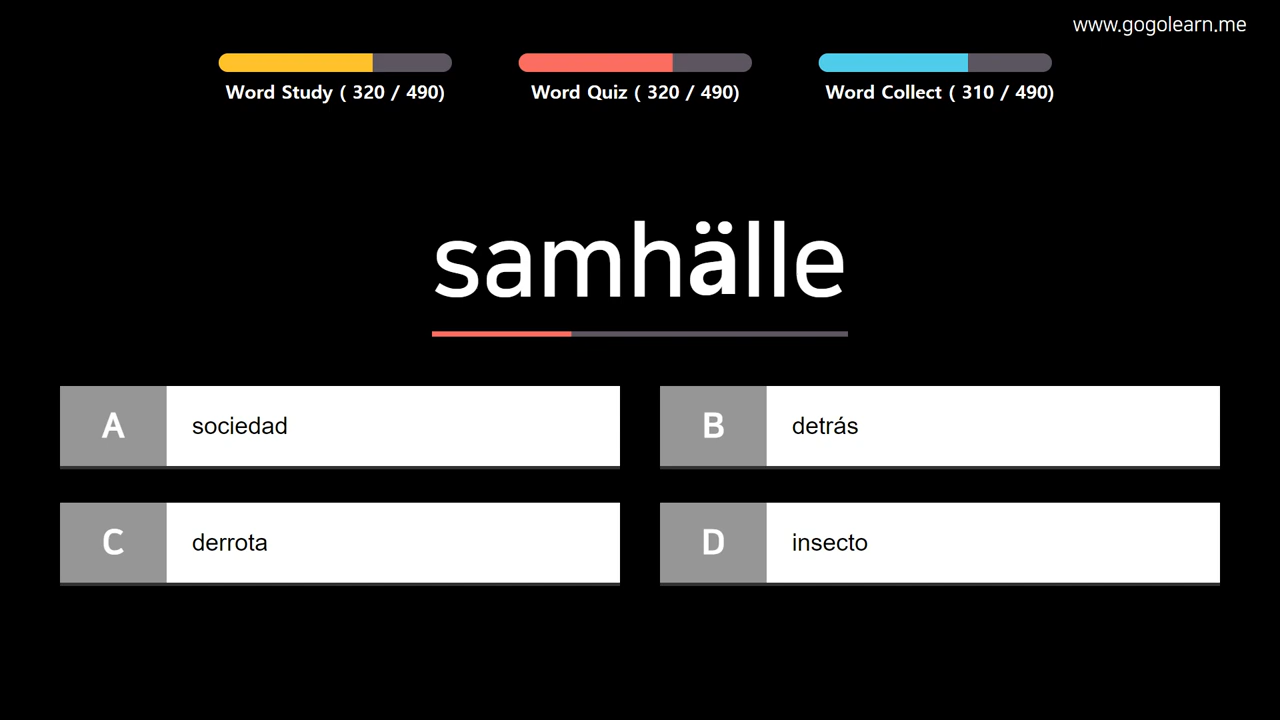 www.gogolearn.me
Word Study ( 320 / 490)
Word Quiz ( 320 / 490)
Word Collect ( 310 / 490)
samhälle
A sociedad
B detrás
C derrota
D insecto